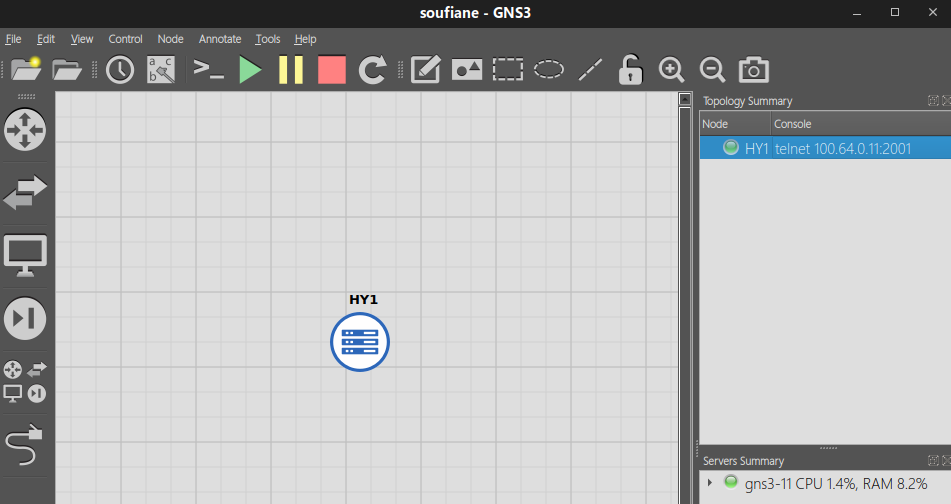 soufiane - GNS3
File Edit View Control Node Annotate Tools Help
a c
b
>_
Topology Summary
Node Console
HY1 telnet 100.64.0.11:2001
HY1
Servers Summary
gns3-11 CPU 1.4%, RAM 8.2%